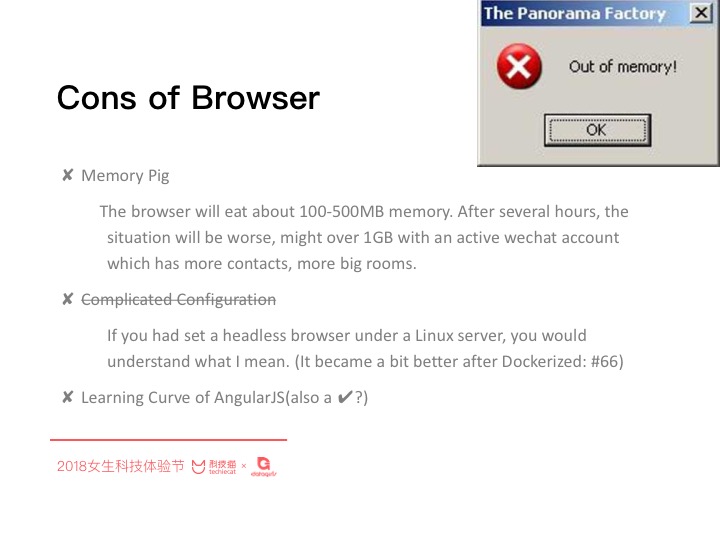 The Panorama Factory
Out of memory!
OK
Cons of Browser
✘ Memory Pig
The browser will eat about 100-500MB memory. After several hours, the
situation will be worse, might over 1GB with an active wechat account
which has more contacts, more big rooms.
✘ Complicated Configuration
If you had set a headless browser under a Linux server, you would
understand what I mean. (It became a bit better after Dockerized: #66)
✘ Learning Curve of AngularJS(also a ✔?)
2018女生科技体验节 科技猫 techiecat ×